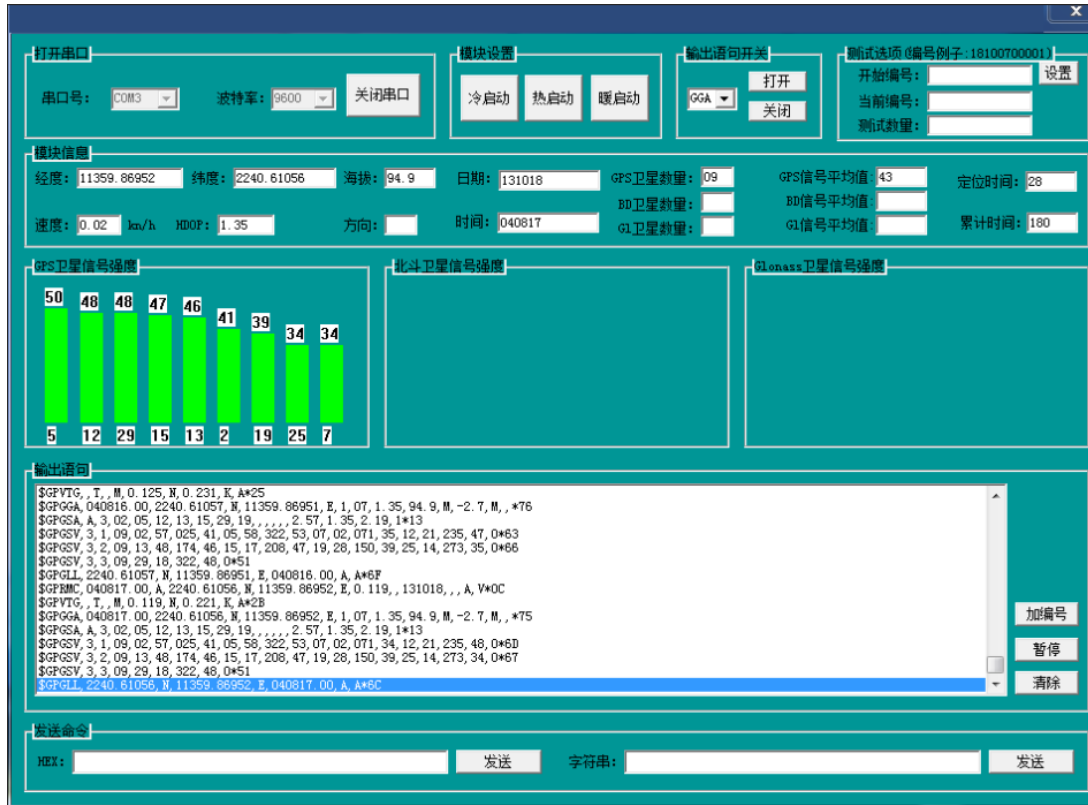 x
打开串口
串口号： COM3 波特率： 9600 关闭串口
模块设置
冷启动 热启动 暖启动
输出语句开关
GGA 打开
关闭
测试选项(编号例子:18100700001)
开始编号： 设置
当前编号：
测试数量：
模块信息
经度： 11359.86952 纬度： 2240.61056 海拔： 94.9 日期： 131018 GPS卫星数量： 09 GPS信号平均值： 43 定位时间： 28
BD卫星数量： BD信号平均值：
速度： 0.02 km/h HDOP： 1.35 方向： 时间： 040817 Gl卫星数量： Gl信号平均值： 累计时间： 180
GPS卫星信号强度
50 48 48 47 46 41 39 34 34
5 12 29 15 13 2 19 25 7
北斗卫星信号强度
Glonass卫星信号强度
输出语句
$GPVTG,,T,,M,0.125,N,0.231,K,A*25
$GPGGA,040816.00,2240.61057,N,11359.86951,E,1,07,1.35,94.9,M,-2.7,M,,*76
$GPGSA,A,3,02,05,12,13,15,29,19,,,,,,2.57,1.35,2.19,1*13
$GPGSV,3,1,09,02,57,025,41,05,58,322,53,07,02,071,35,12,21,235,47,0*63
$GPGSV,3,2,09,13,48,174,46,15,17,208,47,19,28,150,39,25,14,273,35,0*66
$GPGSV,3,3,09,29,18,322,48,0*51
$GPGLL,2240.61057,N,11359.86951,E,040816.00,A,A*6F
$GPRMC,040817.00,A,2240.61056,N,11359.86952,E,0.119,,131018,,,A,V*0C
$GPVTG,,T,,M,0.119,N,0.221,K,A*2B
$GPGGA,040817.00,2240.61056,N,11359.86952,E,1,07,1.35,94.9,M,-2.7,M,,*75
$GPGSA,A,3,02,05,12,13,15,29,19,,,,,,2.57,1.35,2.19,1*13
$GPGSV,3,1,09,02,57,025,41,05,58,322,53,07,02,071,34,12,21,235,48,0*6D
$GPGSV,3,2,09,13,48,174,46,15,17,208,47,19,28,150,39,25,14,273,34,0*67
$GPGSV,3,3,09,29,18,322,48,0*51
$GPGLL,2240.61056,N,11359.86952,E,040817.00,A,A*6C
加编号
暂停
清除
发送命令
HEX： 发送 字符串： 发送